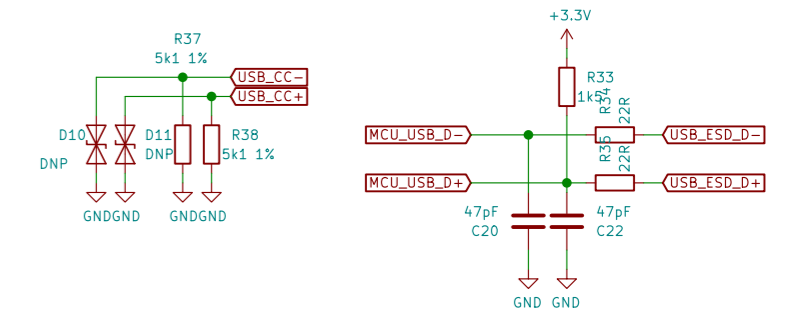 +3.3V
R37
5k1 1%
USB_CC-
USB_CC+
R33
1k5
R34
22R
D10
DNP
D11
DNP
R38
5k1 1%
MCU_USB_D-
USB_ESD_D-
R35
22R
MCU_USB_D+
USB_ESD_D+
GND
GND
GND
GND
47pF
C20
47pF
C22
GND
GND